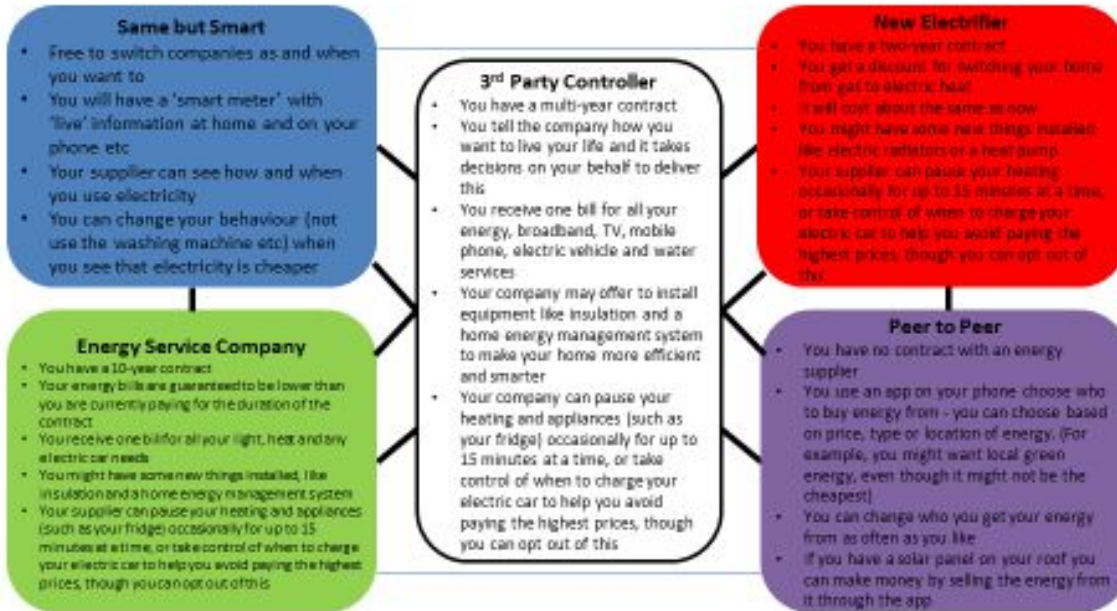 Same but Smart
• Free to switch companies as and when
you want to
• You will have a 'smart meter' with
'live' information at home and on your
phone etc
• Your supplier can see how and when
you use electricity
• You can change your behaviour (not
use the washing machine etc) when
you see that electricity is cheaper
Energy Service Company
• You have a 10-year contract
• Your energy bills are guaranteed to be lower than
you are currently paying for the duration of the
contract
• You receive one bill for all your light, heat and any
electric car needs
• You might have some new things installed, like
insulation and a home energy management system
• Your supplier can pause your heating and appliances
(such as your fridge) occasionally for up to 15
minutes at a time, or take control of when to charge
your electric car to help you avoid paying the highest
prices, though you can opt out of this
3rd Party Controller
• You have a multi-year contract
• You tell the company how you
want to live your life and it takes
decisions on your behalf to deliver
this
• You receive one bill for all your
energy, broadband, TV, mobile
phone, electric vehicle and water
services
• Your company may offer to install
equipment like insulation and a
home energy management system
to make your home more efficient
and smarter
• Your company can pause your
heating and appliances (such as
your fridge) occasionally for up to
15 minutes at a time, or take
control of when to charge your
electric car to help you avoid
paying the highest prices, though
you can opt out of this
New Electrifier
• You have a two-year contract
• You get a discount for switching your home
from gas to electric heat
• It will cost about the same as now
• You might have some new things installed
like electric radiators or a heat pump
• Your supplier can pause your heating
occasionally for up to 15 minutes at a time,
or take control of when to charge your
electric car to help you avoid paying the
highest prices, though you can opt out of
this
Peer to Peer
• You have no contract with an energy
supplier
• You use an app on your phone choose who
to buy energy from - you can choose based
on price, type or location of energy. (For
example, you might want local green
energy, even though it might not be the
cheapest)
• You can change who you get your energy
from as often as you like
• If you have a solar panel on your roof you
can make money by selling the energy from
it through the app